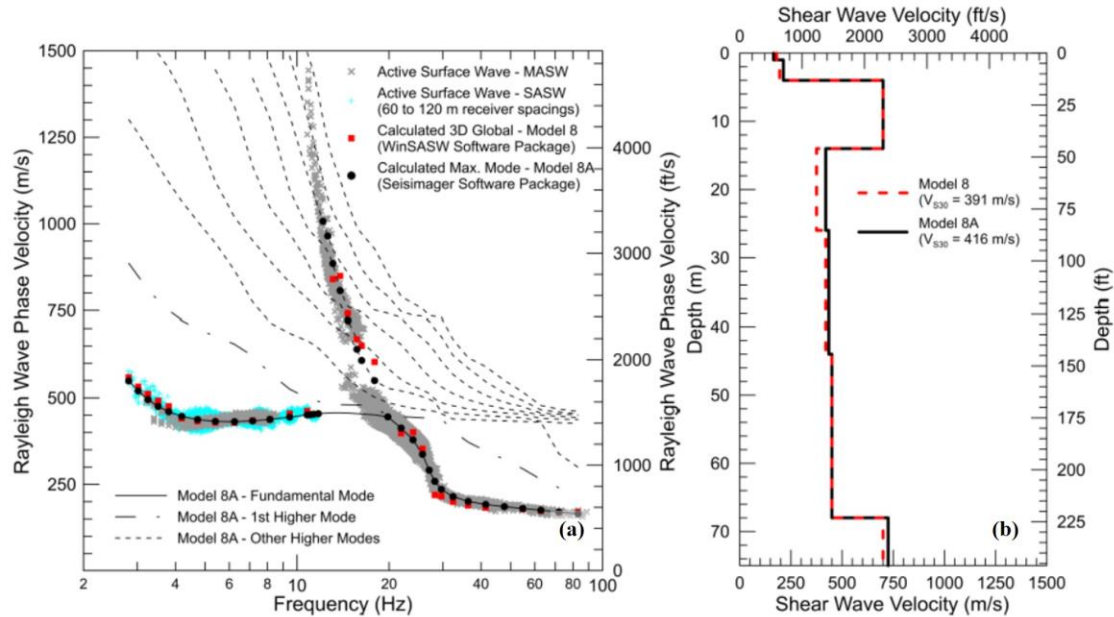 (a)
1500
1250
1000
750
500
250
Rayleigh Wave Phase Velocity (m/s)
Active Surface Wave - MASW
Active Surface Wave - SASW
(60 to 120 m receiver spacings)
Calculated 3D Global - Model 8
(WinSASW Software Package)
Calculated Max. Mode - Model 8A
(Seisimager Software Package)
4000
3000
2000
1000
0
Rayleigh Wave Phase Velocity (ft/s)
Model 8A - Fundamental Mode
Model 8A - 1st Higher Mode
Model 8A - Other Higher Modes
(a)
2 4 6 8 10 20 40 60 80 100
Frequency (Hz)
(b)
Shear Wave Velocity (ft/s)
0 1000 2000 3000 4000
0
10
20
30
40
50
60
70
Depth (m)
Model 8
(VS30 = 391 m/s)
Model 8A
(VS30 = 416 m/s)
0
25
50
75
100
125
150
175
200
225
Depth (ft)
(b)
0 250 500 750 1000 1250 1500
Shear Wave Velocity (m/s)